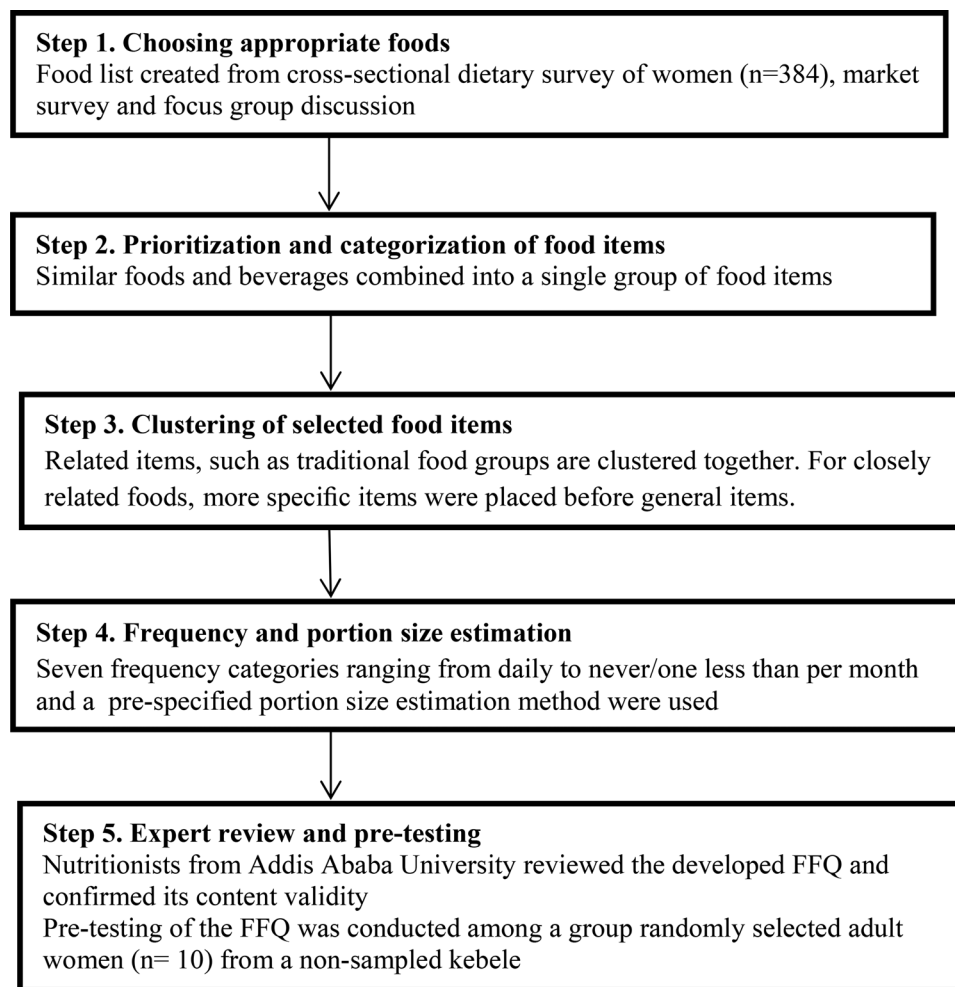 Step 1. Choosing appropriate foods
Food list created from cross-sectional dietary survey of women (n=384), market
survey and focus group discussion
Step 2. Prioritization and categorization of food items
Similar foods and beverages combined into a single group of food items
Step 3. Clustering of selected food items
Related items, such as traditional food groups are clustered together. For closely
related foods, more specific items were placed before general items.
Step 4. Frequency and portion size estimation
Seven frequency categories ranging from daily to never/one less than per month
and a  pre-specified portion size estimation method were used
Step 5. Expert review and pre-testing
Nutritionists from Addis Ababa University reviewed the developed FFQ and
confirmed its content validity
Pre-testing of the FFQ was conducted among a group randomly selected adult
women (n= 10) from a non-sampled kebele